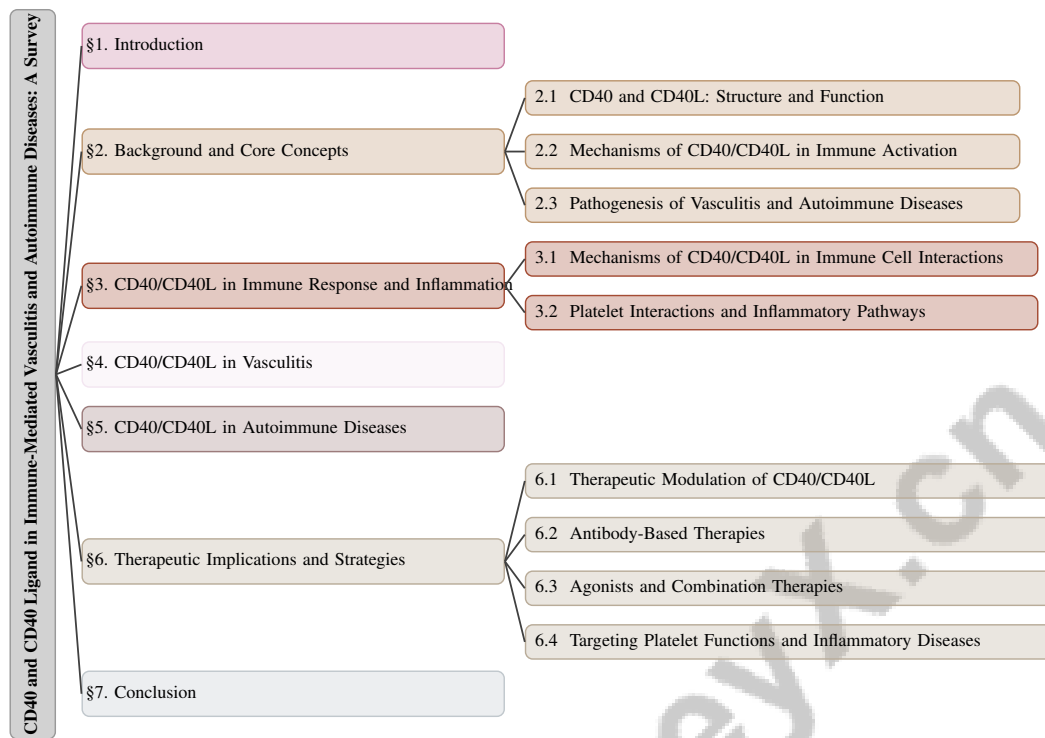 CD40 and CD40 Ligand in Immune-Mediated Vasculitis and Autoimmune Diseases: A Survey
§1. Introduction
§2. Background and Core Concepts
2.1 CD40 and CD40L: Structure and Function
2.2 Mechanisms of CD40/CD40L in Immune Activation
2.3 Pathogenesis of Vasculitis and Autoimmune Diseases
§3. CD40/CD40L in Immune Response and Inflammation
3.1 Mechanisms of CD40/CD40L in Immune Cell Interactions
3.2 Platelet Interactions and Inflammatory Pathways
§4. CD40/CD40L in Vasculitis
§5. CD40/CD40L in Autoimmune Diseases
§6. Therapeutic Implications and Strategies
6.1 Therapeutic Modulation of CD40/CD40L
6.2 Antibody-Based Therapies
6.3 Agonists and Combination Therapies
6.4 Targeting Platelet Functions and Inflammatory Diseases
§7. Conclusion